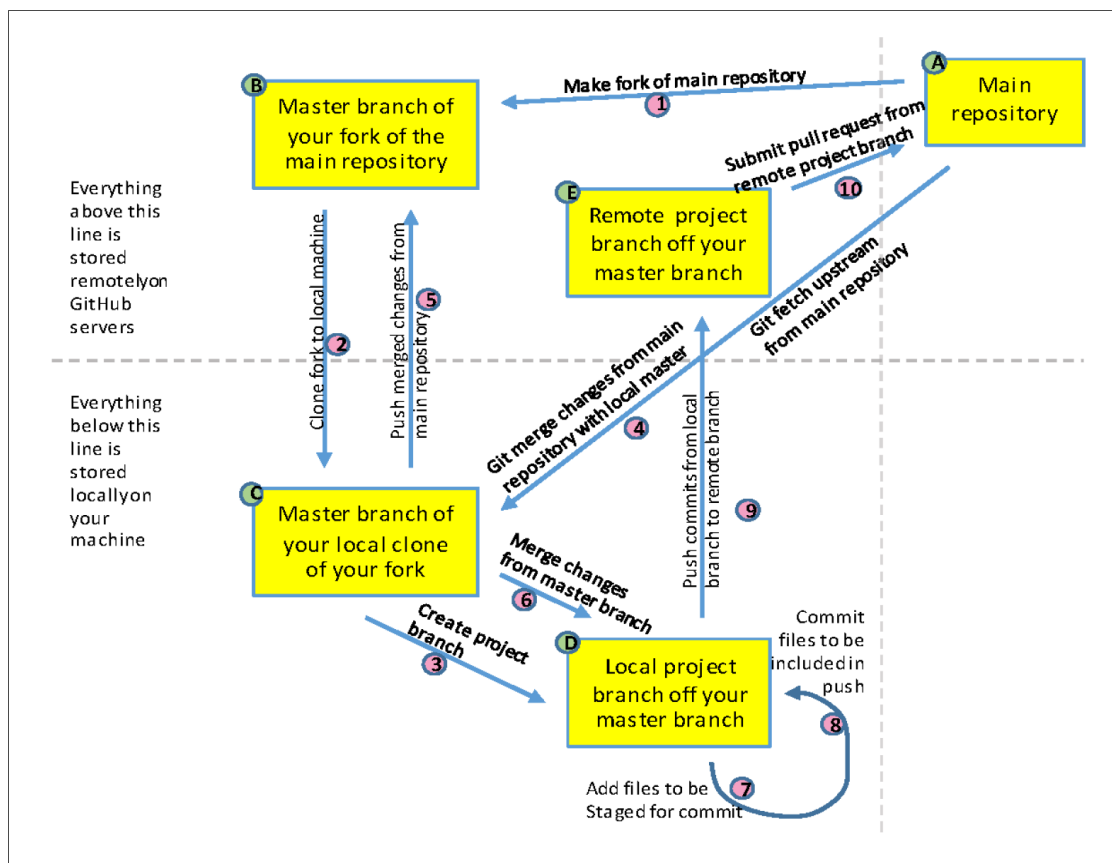 B
Master branch of
your fork of the
main repository
Make fork of main repository
1
A
Main
repository
Submit pull request from
remote project branch
10
E
Remote project
branch off your
master branch
Everything
above this
line is
stored
remotelyon
GitHub
servers
Clone fork to local machine
2
Push merged changes from
main repository
5
Git fetch upstream
from main repository
Git merge changes from main
repository with local master
4
Everything
below this
line is
stored
locallyon
your
machine
C
Master branch of
your local clone
of your fork
Push commits from local
branch to remote branch
9
Merge changes
from master branch
6
Create project
branch
3
D
Local project
branch off your
master branch
Commit
files to be
included in
push
8
7
Add files to be
Staged for commit